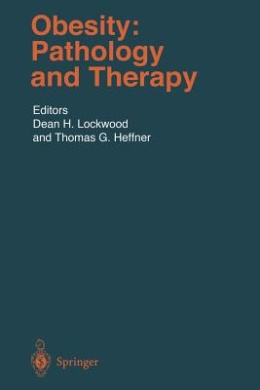 Obesity:
Pathology
and Therapy
Editors
Dean H. Lockwood
and Thomas G. Heffner
Springer